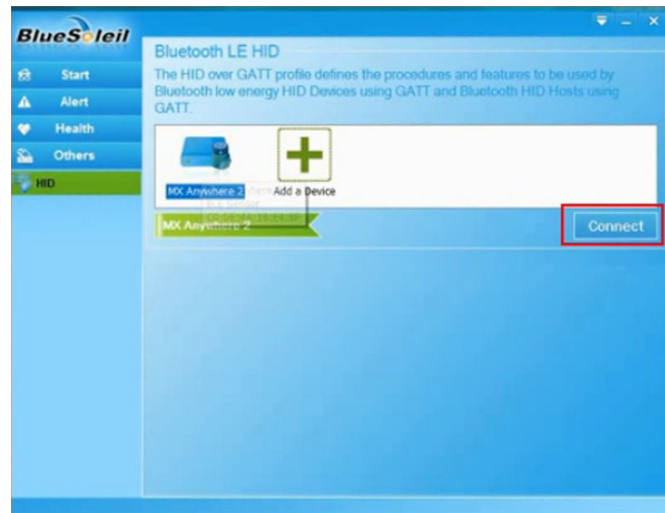 BlueSoleil
Start
Alert
Health
Others
HID
Bluetooth LE HID
The HID over GATT profile defines the procedures and features to be used by
Bluetooth low energy HID Devices using GATT and Bluetooth HID Hosts using
GATT.
MX Anywhere 2
Add a Device
MX Anywhere 2
Connect